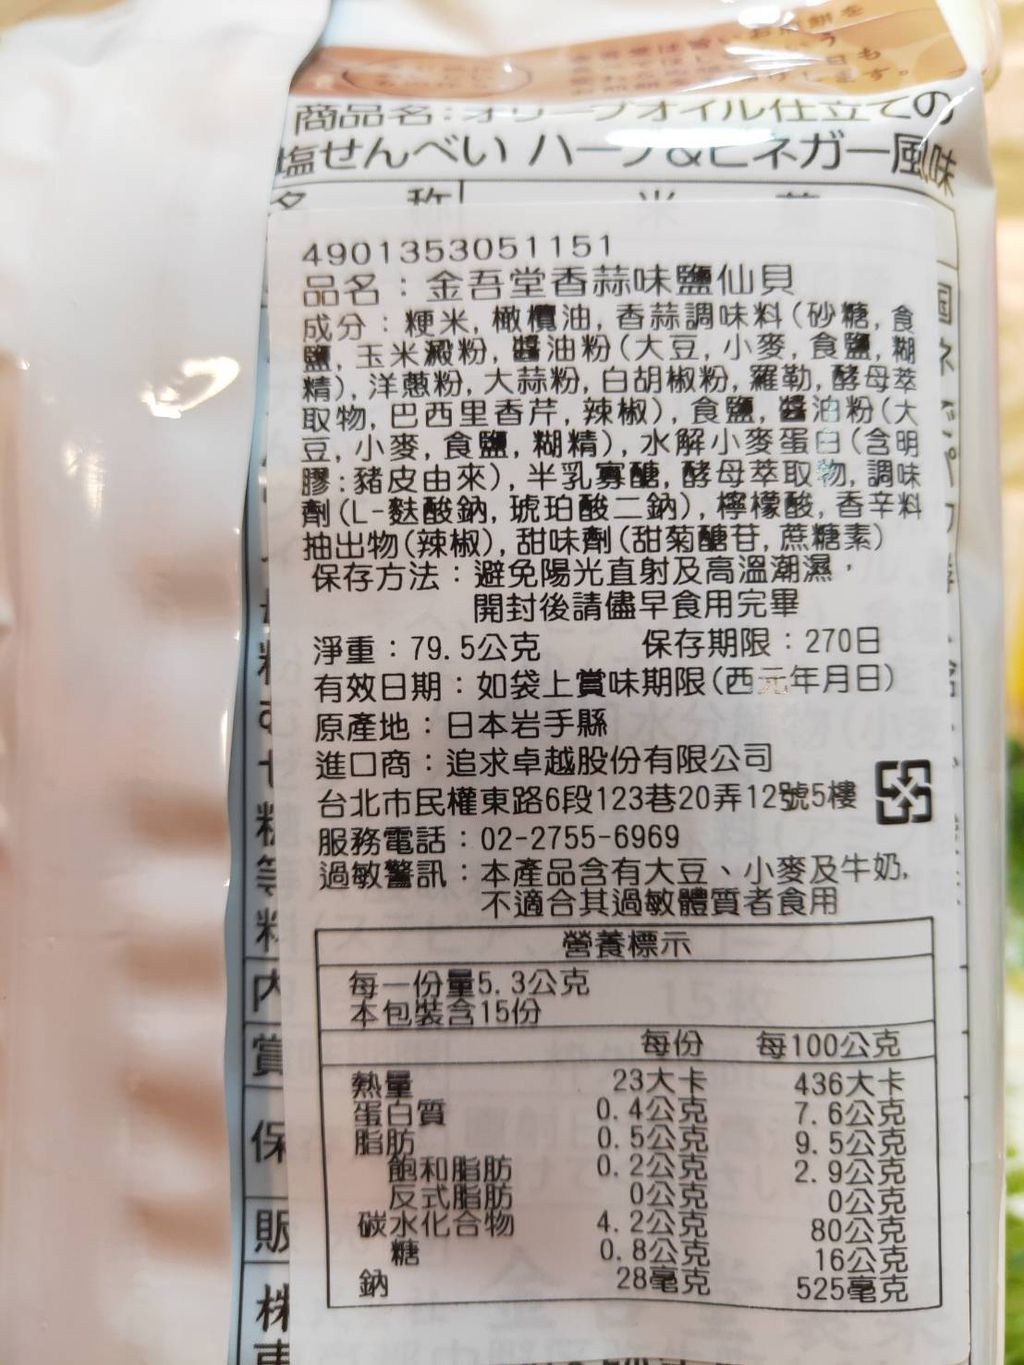 商品名:オリーブオイル仕立ての
塩せんべい ハーブ&ビネガー風味
名 称
4901353051151
品名：金吾堂香蒜味鹽仙貝
成分：粳米, 橄欖油, 香蒜調味料(砂糖, 食
鹽, 玉米澱粉, 醬油粉(大豆, 小麥, 食鹽, 糊
精), 洋蔥粉, 大蒜粉, 白胡椒粉, 羅勒, 酵母萃
取物, 巴西里香芹, 辣椒), 食鹽, 醬油粉(大
豆, 小麥, 食鹽, 糊精), 水解小麥蛋白(含明
膠:豬皮由來), 半乳寡醣, 酵母萃取物, 調味
劑(L-麩酸鈉, 琥珀酸二鈉), 檸檬酸, 香辛料
抽出物(辣椒), 甜味劑(甜菊醣苷, 蔗糖素)
保存方法：避免陽光直射及高溫潮濕，
開封後請儘早食用完畢
淨重：79.5公克 保存期限：270日
有效日期：如袋上賞味期限(西元年月日)
原產地：日本岩手縣
進口商：追求卓越股份有限公司
台北市民權東路6段123巷20弄12號5樓
服務電話：02-2755-6969
過敏警訊：本產品含有大豆、小麥及牛奶,
不適合其過敏體質者食用
營養標示
每一份量5.3公克
本包裝含15份
每份 每100公克
熱量 23大卡 436大卡
蛋白質 0.4公克 7.6公克
脂肪 0.5公克 9.5公克
飽和脂肪 0.2公克 2.9公克
反式脂肪 0公克 0公克
碳水化合物 4.2公克 80公克
糖 0.8公克 16公克
鈉 28毫克 525毫克
内
賞
保
販
株